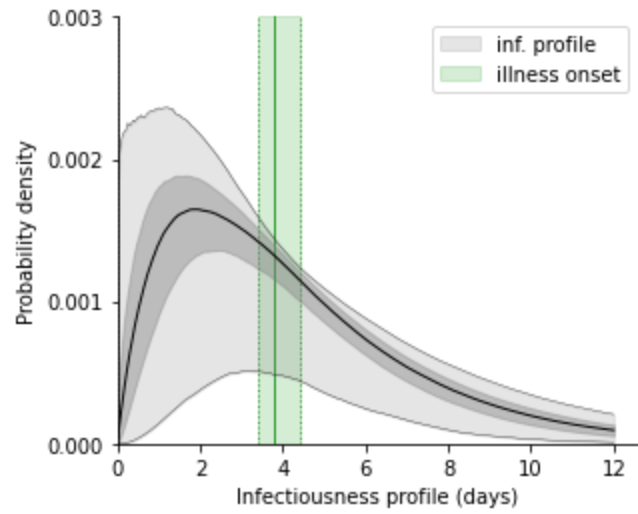 0.003
0.002
0.001
0.000
Probability density
inf. profile
illness onset
0 2 4 6 8 10 12
Infectiousness profile (days)